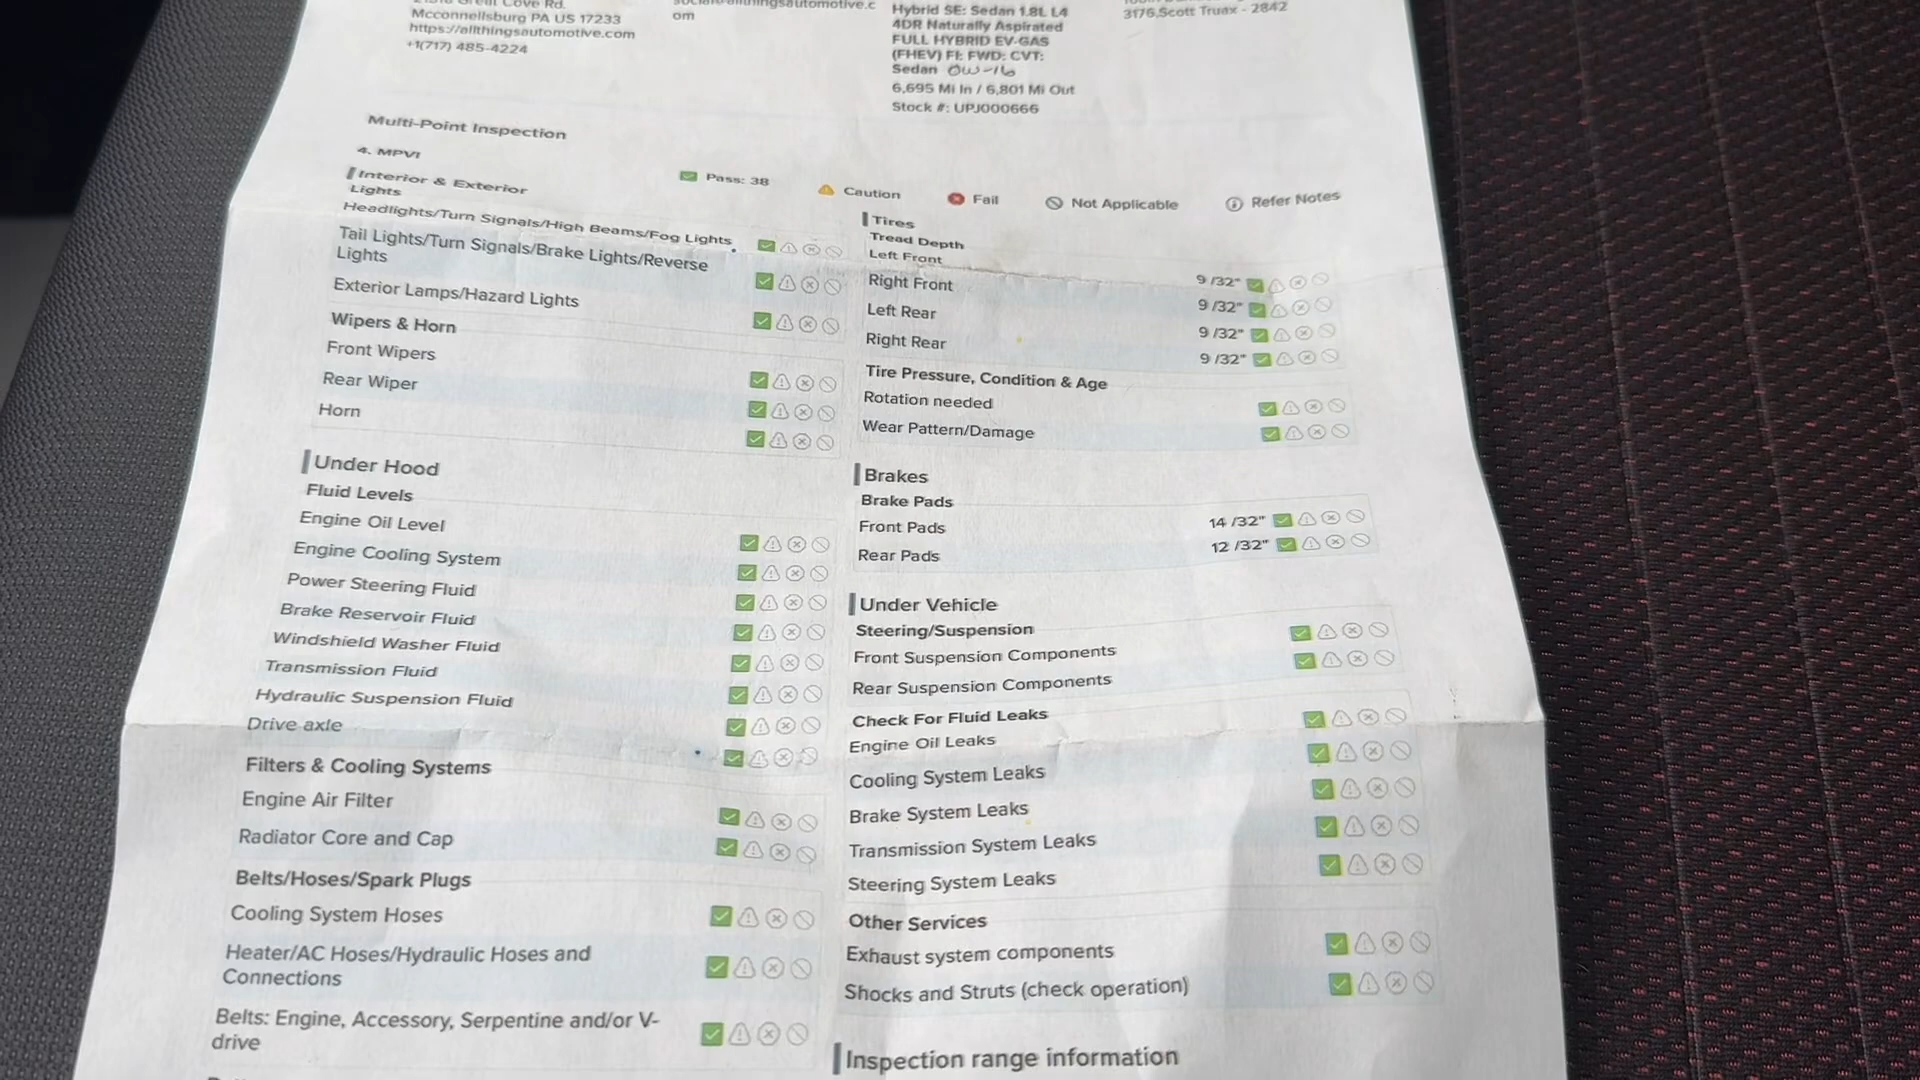 Cove Rd.
Mcconnellsburg PA US 17233
https://allthingsautomotive.com
+1(717) 485-4224
om
Hybrid SE: Sedan 1.8L L4
4DR Naturally Aspirated
FULL HYBRID EV-GAS
(FHEV) FI: FWD: CVT:
Sedan OW-16
6,695 Mi In / 6,801 Mi Out
Stock #: UPJ000666
3176,Scott Truax - 2842
Multi-Point Inspection
4. MPVI
Pass: 38
Caution
Fail
Not Applicable
Refer Notes
Interior & Exterior
Lights
Headlights/Turn Signals/High Beams/Fog Lights
Tail Lights/Turn Signals/Brake Lights/Reverse
Lights
Exterior Lamps/Hazard Lights
Wipers & Horn
Front Wipers
Rear Wiper
Horn
Under Hood
Fluid Levels
Engine Oil Level
Engine Cooling System
Power Steering Fluid
Brake Reservoir Fluid
Windshield Washer Fluid
Transmission Fluid
Hydraulic Suspension Fluid
Drive axle
Filters & Cooling Systems
Engine Air Filter
Radiator Core and Cap
Belts/Hoses/Spark Plugs
Cooling System Hoses
Heater/AC Hoses/Hydraulic Hoses and
Connections
Belts: Engine, Accessory, Serpentine and/or V-
drive
Tires
Tread Depth
Left Front 9 /32"
Right Front 9 /32"
Left Rear 9 /32"
Right Rear 9 /32"
Tire Pressure, Condition & Age
Rotation needed
Wear Pattern/Damage
Brakes
Brake Pads
Front Pads 14 /32"
Rear Pads 12 /32"
Under Vehicle
Steering/Suspension
Front Suspension Components
Rear Suspension Components
Check For Fluid Leaks
Engine Oil Leaks
Cooling System Leaks
Brake System Leaks
Transmission System Leaks
Steering System Leaks
Other Services
Exhaust system components
Shocks and Struts (check operation)
Inspection range information